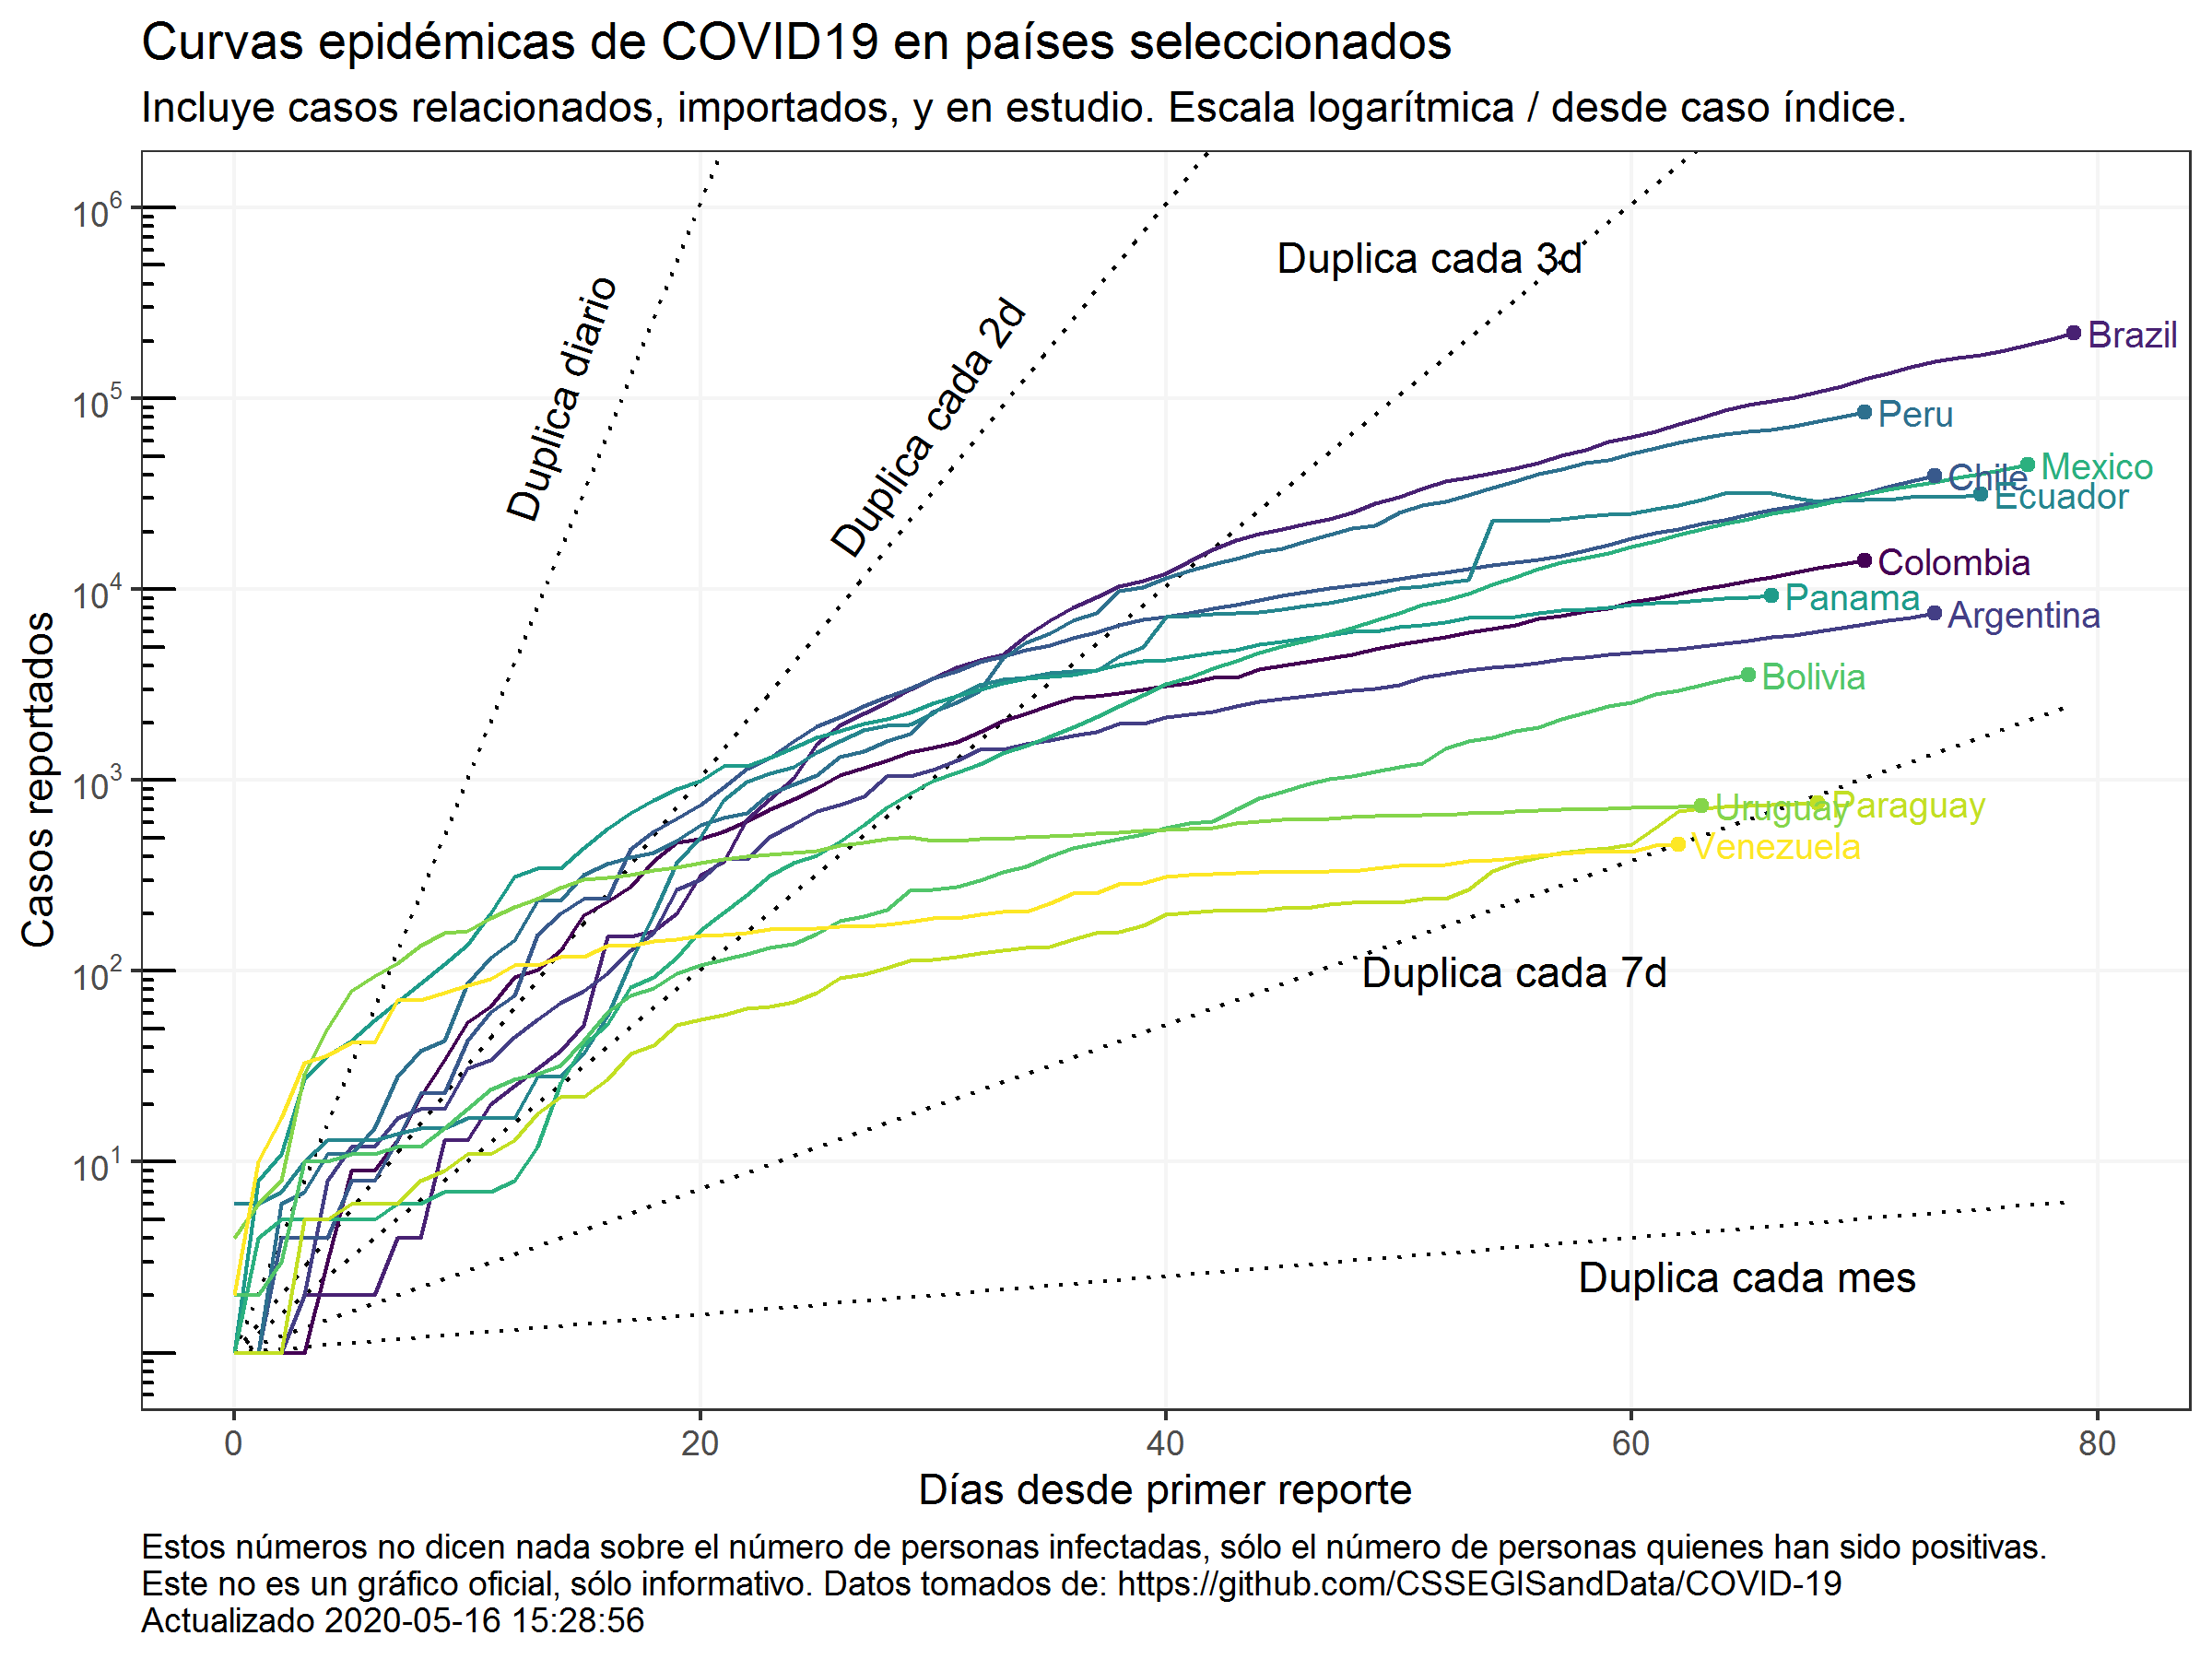 Curvas epidémicas de COVID19 en países seleccionados
Incluye casos relacionados, importados, y en estudio. Escala logarítmica / desde caso índice.
10^6
10^5
10^4
10^3
10^2
10^1
Casos reportados
Duplica diario
Duplica cada 2d
Duplica cada 3d
Brazil
Peru
Mexico
Chile
Ecuador
Colombia
Panama
Argentina
Bolivia
Uruguay
Paraguay
Venezuela
Duplica cada 7d
Duplica cada mes
0 20 40 60 80
Días desde primer reporte
Estos números no dicen nada sobre el número de personas infectadas, sólo el número de personas quienes han sido positivas.
Este no es un gráfico oficial, sólo informativo. Datos tomados de: https://github.com/CSSEGISandData/COVID-19
Actualizado 2020-05-16 15:28:56